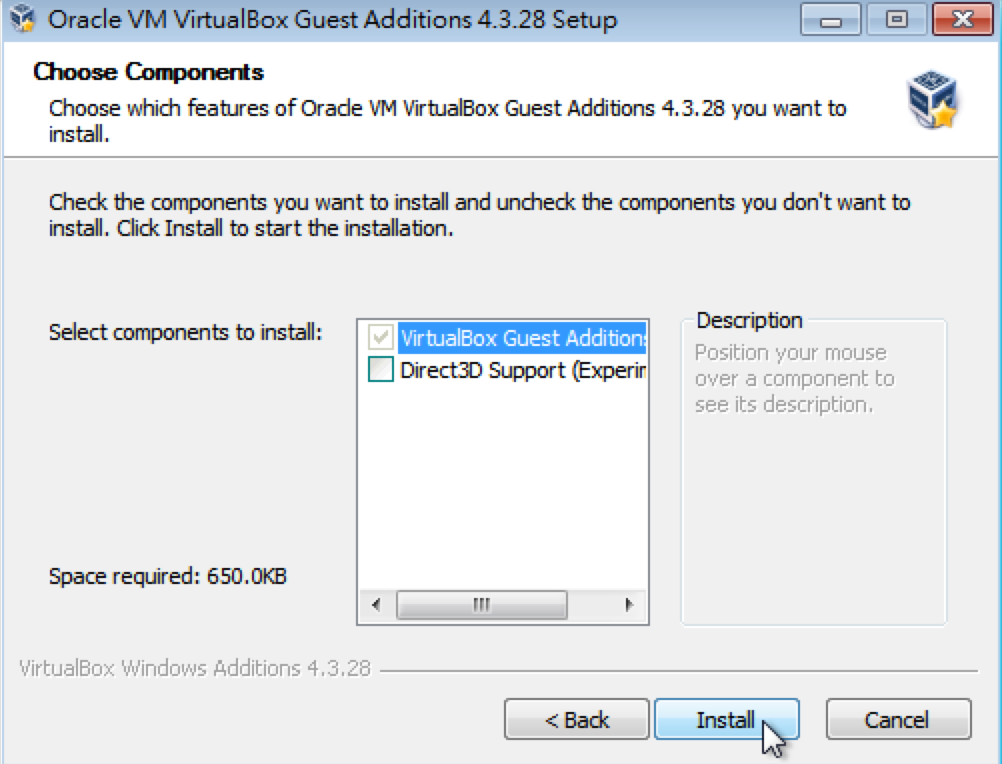 Oracle VM VirtualBox Guest Additions 4.3.28 Setup
Choose Components
Choose which features of Oracle VM VirtualBox Guest Additions 4.3.28 you want to
install.
Check the components you want to install and uncheck the components you don't want to
install. Click Install to start the installation.
Select components to install:
VirtualBox Guest Additions
Direct3D Support (Experim
Description
Position your mouse
over a component to
see its description.
Space required: 650.0KB
VirtualBox Windows Additions 4.3.28
< Back
Install
Cancel